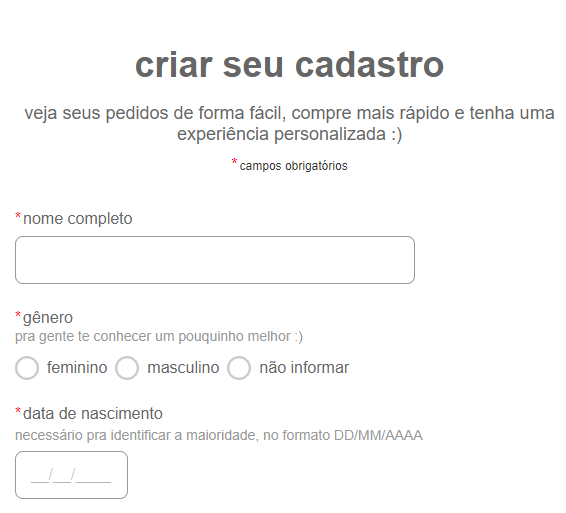 criar seu cadastro
veja seus pedidos de forma fácil, compre mais rápido e tenha uma
experiência personalizada :)
* campos obrigatórios
*nome completo
*gênero
pra gente te conhecer um pouquinho melhor :)
feminino masculino não informar
*data de nascimento
necessário pra identificar a maioridade, no formato DD/MM/AAAA
__/__/____